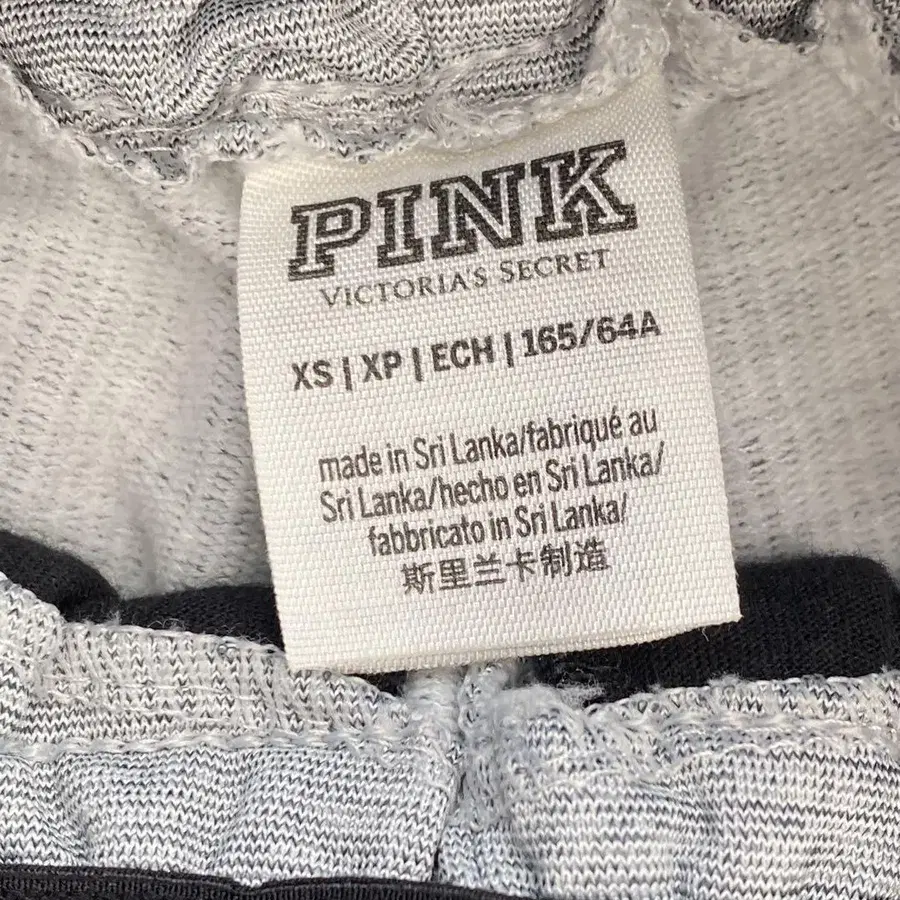 PINK
VICTORIA'S SECRET
XS | XP | ECH | 165/64A
made in Sri Lanka/fabriqué au
Sri Lanka/hecho en Sri Lanka/
fabbricato in Sri Lanka/
斯里兰卡制造